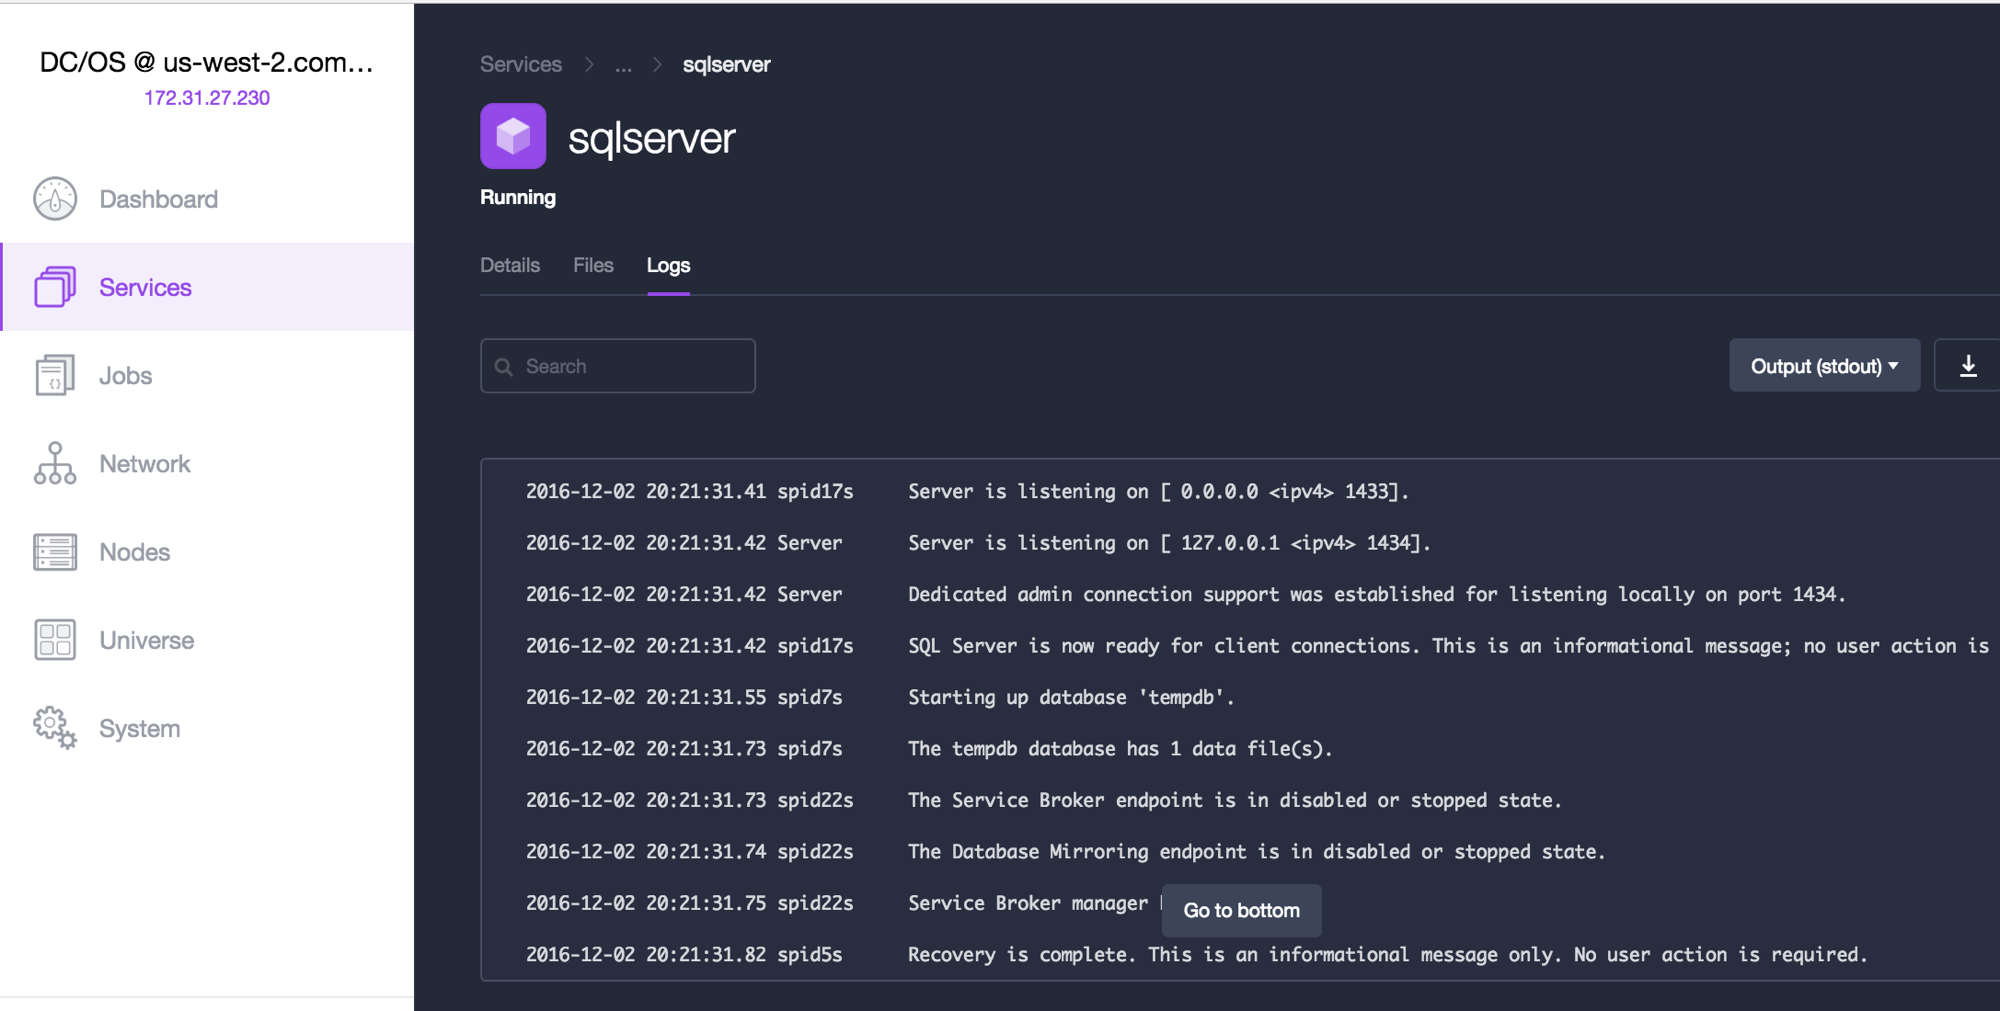 DC/OS @ us-west-2.com...
172.31.27.230
Dashboard
Services
Jobs
Network
Nodes
Universe
System
Services > ... > sqlserver
sqlserver
Running
Details Files Logs
Search
Output (stdout)
2016-12-02 20:21:31.41 spid17s Server is listening on [ 0.0.0.0 <ipv4> 1433].
2016-12-02 20:21:31.42 Server Server is listening on [ 127.0.0.1 <ipv4> 1434].
2016-12-02 20:21:31.42 Server Dedicated admin connection support was established for listening locally on port 1434.
2016-12-02 20:21:31.42 spid17s SQL Server is now ready for client connections. This is an informational message; no user action is
2016-12-02 20:21:31.55 spid7s Starting up database 'tempdb'.
2016-12-02 20:21:31.73 spid7s The tempdb database has 1 data file(s).
2016-12-02 20:21:31.73 spid22s The Service Broker endpoint is in disabled or stopped state.
2016-12-02 20:21:31.74 spid22s The Database Mirroring endpoint is in disabled or stopped state.
2016-12-02 20:21:31.75 spid22s Service Broker manager
Go to bottom
2016-12-02 20:21:31.82 spid5s Recovery is complete. This is an informational message only. No user action is required.